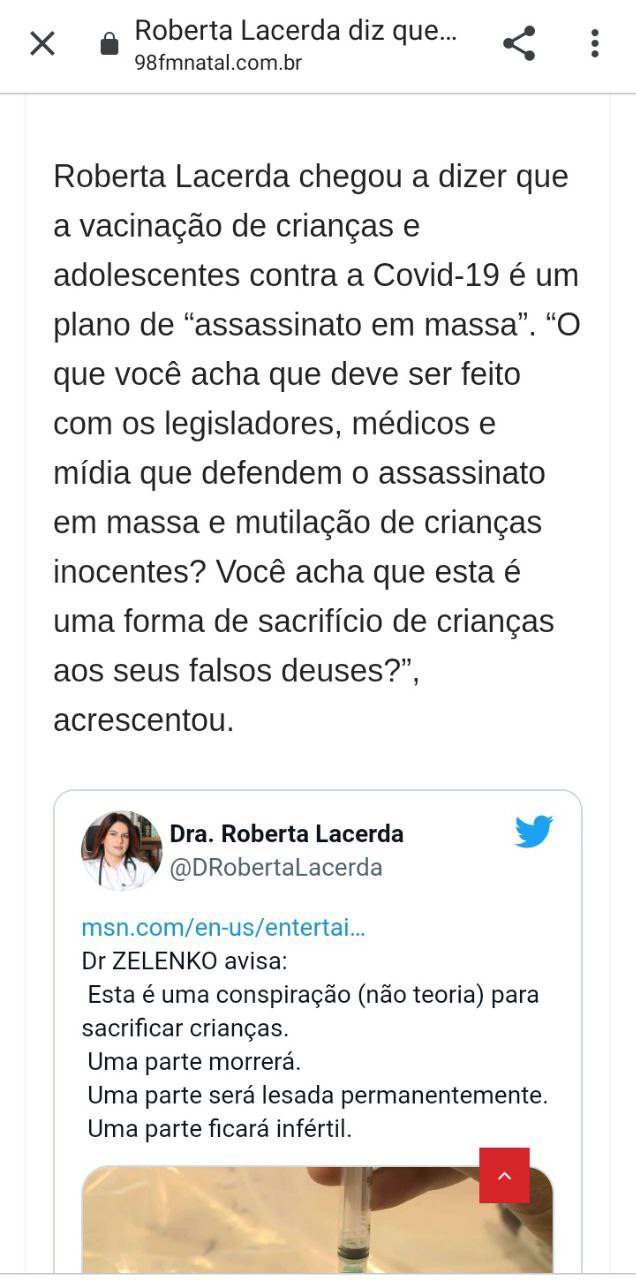 Roberta Lacerda diz que...
98fmnatal.com.br
Roberta Lacerda chegou a dizer que
a vacinação de crianças e
adolescentes contra a Covid-19 é um
plano de “assassinato em massa”. “O
que você acha que deve ser feito
com os legisladores, médicos e
mídia que defendem o assassinato
em massa e mutilação de crianças
inocentes? Você acha que esta é
uma forma de sacrifício de crianças
aos seus falsos deuses?”,
acrescentou.
Dra. Roberta Lacerda
@DRobertaLacerda
msn.com/en-us/entertai...
Dr ZELENKO avisa:
Esta é uma conspiração (não teoria) para
sacrificar crianças.
Uma parte morrerá.
Uma parte será lesada permanentemente.
Uma parte ficará infértil.